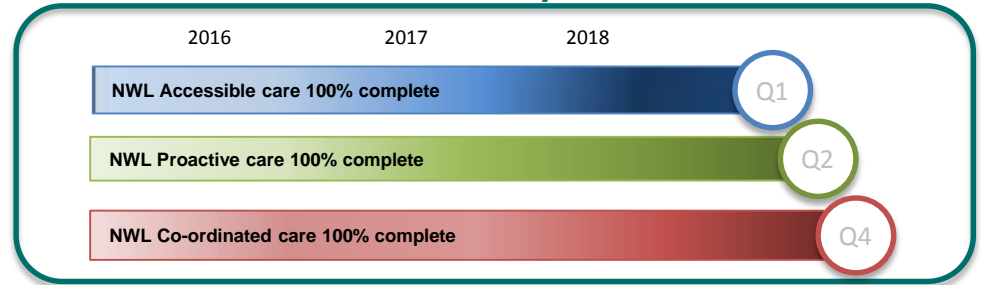 2016 2017 2018
NWL Accessible care 100% complete Q1
NWL Proactive care 100% complete Q2
NWL Co-ordinated care 100% complete Q4